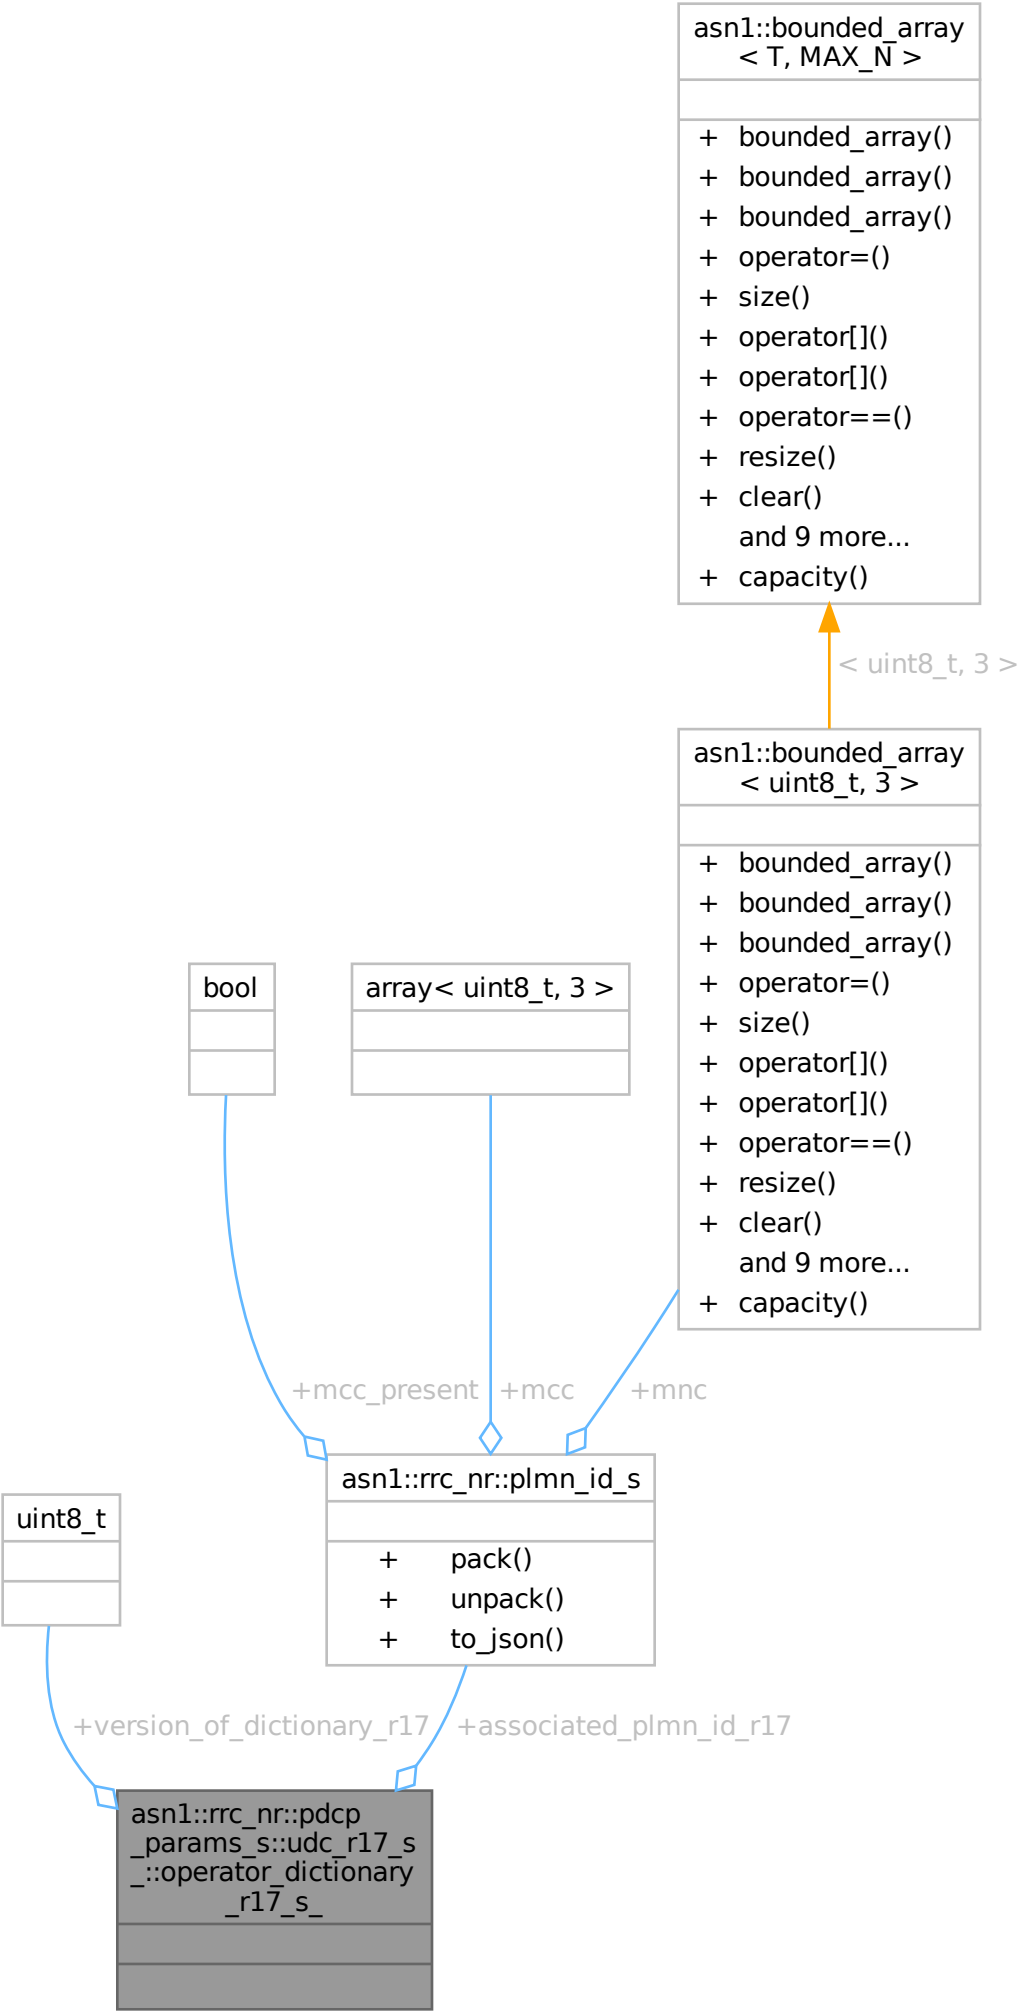 asn1::bounded_array
< T, MAX_N >
+ bounded_array()
+ bounded_array()
+ bounded_array()
+ operator=()
+ size()
+ operator[]()
+ operator[]()
+ operator==()
+ resize()
+ clear()
and 9 more...
+ capacity()
< uint8_t, 3 >
asn1::bounded_array
< uint8_t, 3 >
+ bounded_array()
+ bounded_array()
+ bounded_array()
+ operator=()
+ size()
+ operator[]()
+ operator[]()
+ operator==()
+ resize()
+ clear()
and 9 more...
+ capacity()
bool
array< uint8_t, 3 >
+mcc_present
+mcc
+mnc
asn1::rrc_nr::plmn_id_s
+ pack()
+ unpack()
+ to_json()
uint8_t
+version_of_dictionary_r17
+associated_plmn_id_r17
asn1::rrc_nr::pdcp
_params_s::udc_r17_s
_::operator_dictionary
_r17_s_